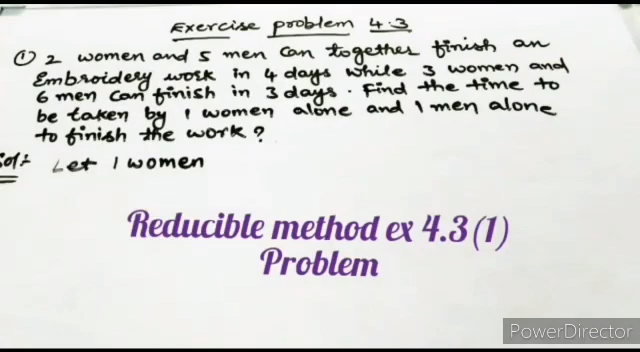 Exercise problem 4.3
① 2 women and 5 men can together finish an
Embroidery work in 4 days while 3 women and
6 men can finish in 3 days. Find the time to
be taken by 1 women alone and 1 men alone
to finish the work?
Sol:- Let 1 women
Reducible method ex 4.3(1)
Problem
PowerDirector